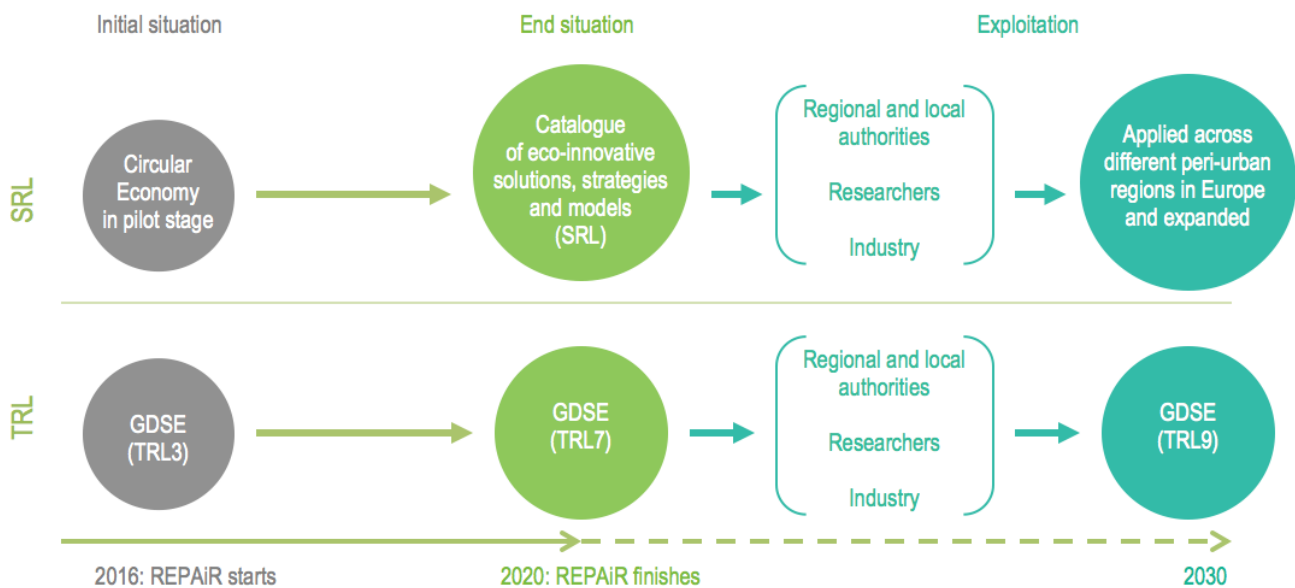 Initial situation
End situation
Exploitation
SRL
Circular
Economy
in pilot stage
Catalogue
of eco-innovative
solutions, strategies
and models
(SRL)
Regional and local
authorities
Researchers
Industry
Applied across
different peri-urban
regions in Europe
and expanded
TRL
GDSE
(TRL3)
GDSE
(TRL7)
Regional and local
authorities
Researchers
Industry
GDSE
(TRL9)
2016: REPAiR starts
2020: REPAiR finishes
2030